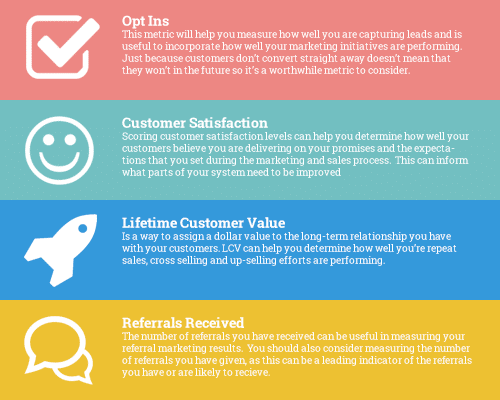 Opt Ins
This metric will help you measure how well you are capturing leads and is
useful to incorporate how well your marketing initiatives are performing.
Just because customers don't convert straight away doesn't mean that
they won't in the future so it's a worthwhile metric to consider.
Customer Satisfaction
Scoring customer satisfaction levels can help you determine how well your
customers believe you are delivering on your promises and the expecta-
tions that you set during the marketing and sales process. This can inform
what parts of your system need to be improved
Lifetime Customer Value
Is a way to assign a dollar value to the long-term relationship you have
with your customers. LCV can help you determine how well you're repeat
sales, cross selling and up-selling efforts are performing.
Referrals Received
The number of referrals you have received can be useful in measuring your
referral marketing results. You should also consider measuring the number
of referrals you have given, as this can be a leading indicator of the referrals
you have or are likely to recieve.